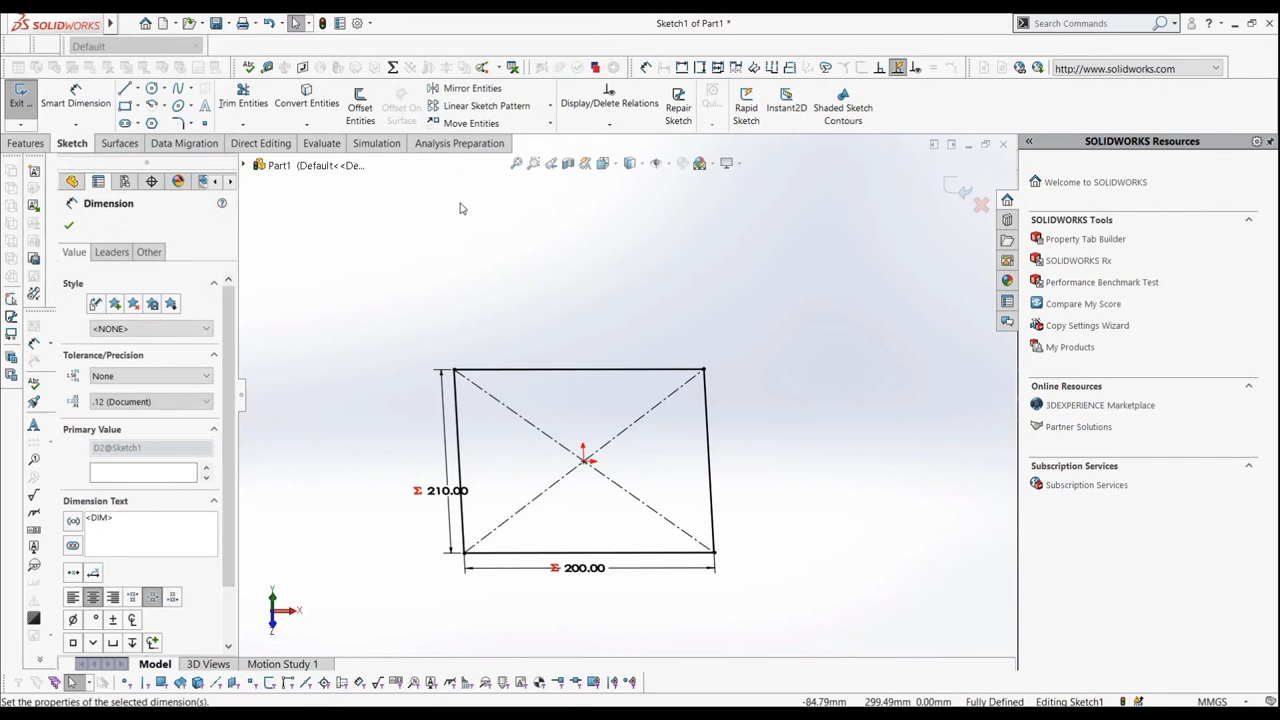 SOLIDWORKS
Sketch1 of Part1 *
Search Commands
?
Default
http://www.solidworks.com
Exit ...
Smart Dimension
Trim Entities
Convert Entities
Offset Entities
Offset On Surface
Mirror Entities
Linear Sketch Pattern
Move Entities
Display/Delete Relations
Repair Sketch
Qui...
Rapid Sketch
Instant2D
Shaded Sketch Contours
Features
Sketch
Surfaces
Data Migration
Direct Editing
Evaluate
Simulation
Analysis Preparation
Part1 (Default<<De...
SOLIDWORKS Resources
Welcome to SOLIDWORKS
SOLIDWORKS Tools
Property Tab Builder
SOLIDWORKS Rx
Performance Benchmark Test
Compare My Score
Copy Settings Wizard
My Products
Online Resources
3DEXPERIENCE Marketplace
Partner Solutions
Subscription Services
Subscription Services
Dimension
Value
Leaders
Other
Style
<NONE>
Tolerance/Precision
None
.12 (Document)
Primary Value
D2@Sketch1
Dimension Text
<DIM>
Σ 210.00
Σ 200.00
Y
X
Z
Model
3D Views
Motion Study 1
Set the properties of the selected dimension(s).
-84.79mm
299.49mm 0.00mm
Fully Defined
Editing Sketch1
MMGS